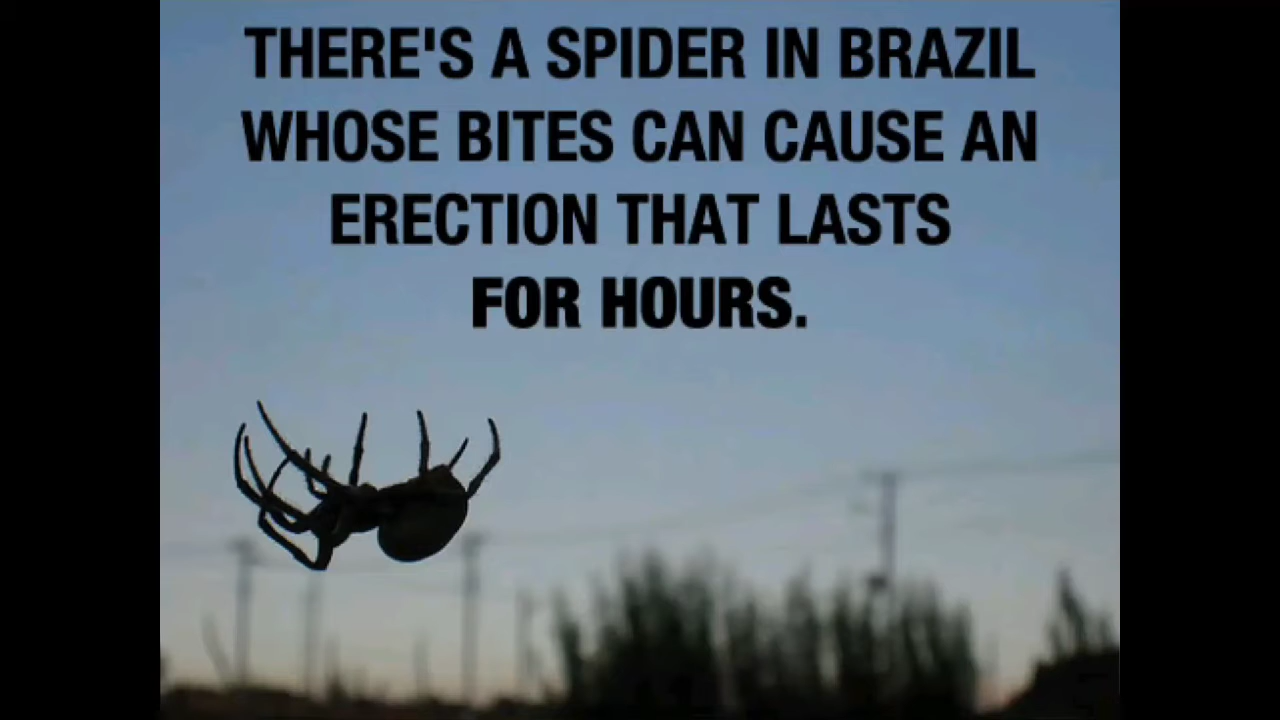 THERE'S A SPIDER IN BRAZIL
WHOSE BITES CAN CAUSE AN
ERECTION THAT LASTS
FOR HOURS.